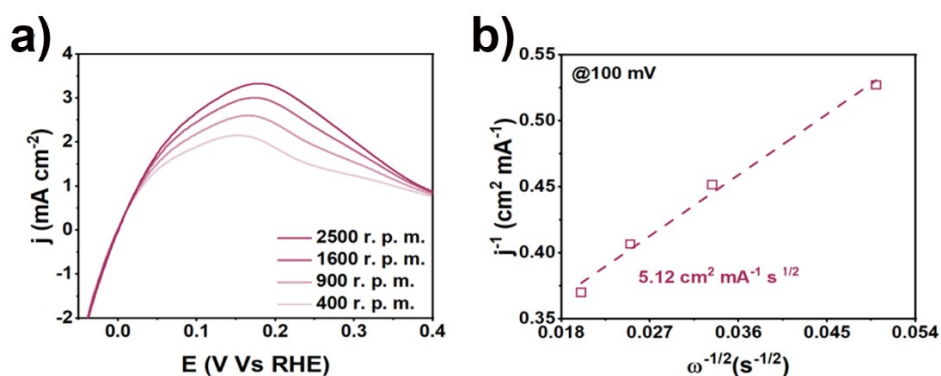 a)
4
3
2
1
0
-1
-2
j (mA cm-2)
2500 r. p. m.
1600 r. p. m.
900 r. p. m.
400 r. p. m.
0.0 0.1 0.2 0.3 0.4
E (V Vs RHE)
b)
0.55
0.50
0.45
0.40
0.35
j-1 (cm2 mA-1)
@100 mV
5.12 cm2 mA-1 s 1/2
0.018 0.027 0.036 0.045 0.054
ω-1/2(s-1/2)